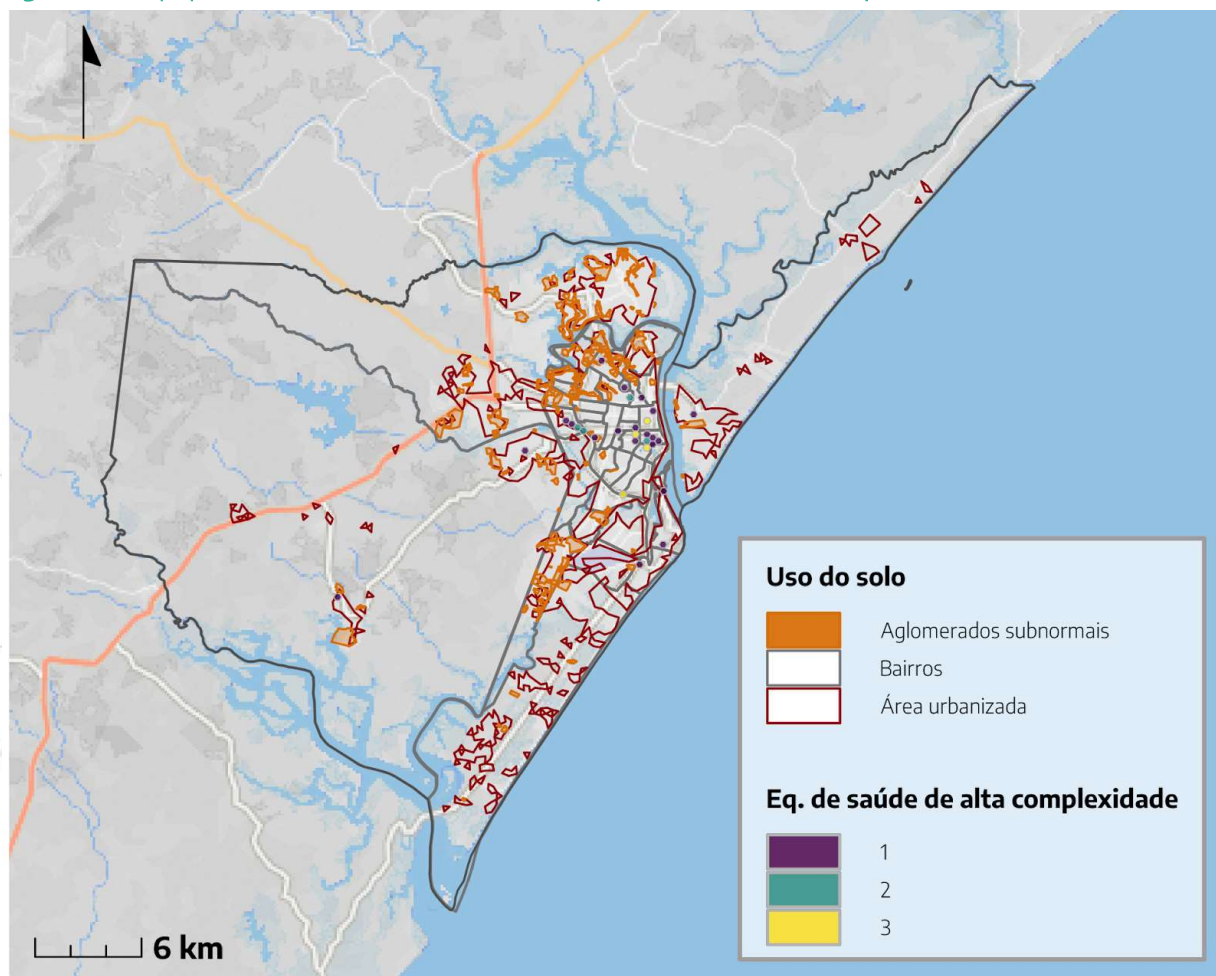 Uso do solo
Aglomerados subnormais
Bairros
Área urbanizada
Eq. de saúde de alta complexidade
1
2
3
6 km